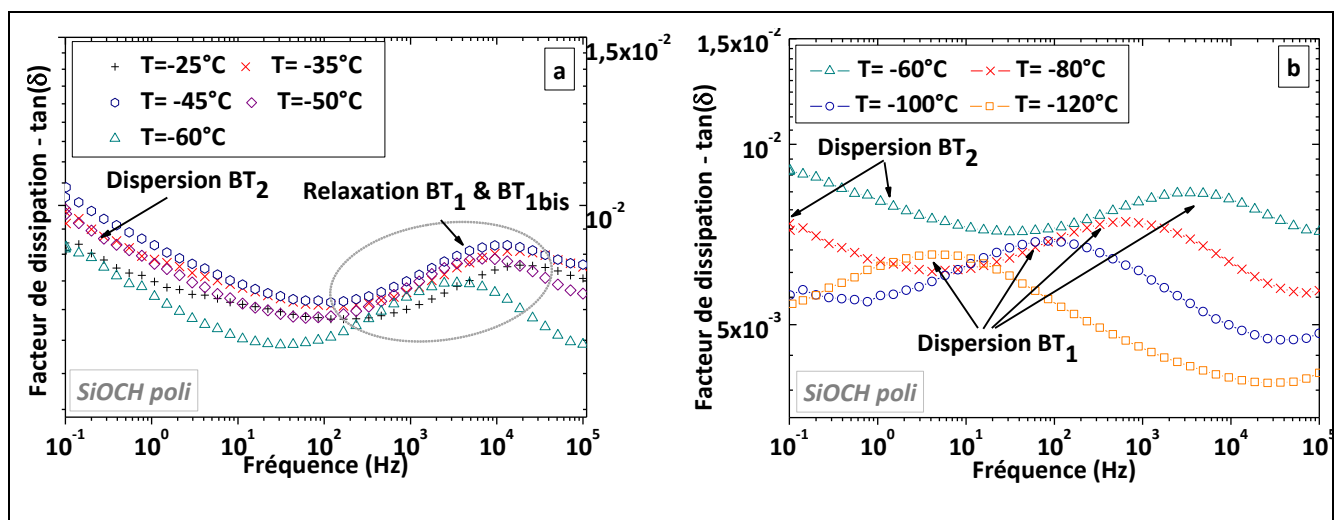 1,5x10⁻²
10⁻²
Facteur de dissipation - tan(δ)
T=-25°C T= -35°C
T= -45°C T=-50°C
T=-60°C
a
Dispersion BT₂
Relaxation BT₁ & BT₁bis
SiOCH poli
10⁻¹ 10⁰ 10¹ 10² 10³ 10⁴ 10⁵
Fréquence (Hz)
1,5x10⁻²
10⁻²
5x10⁻³
Facteur de dissipation - tan(δ)
T= -60°C T= -80°C
T= -100°C T= -120°C
b
Dispersion BT₂
Dispersion BT₁
SiOCH poli
10⁻¹ 10⁰ 10¹ 10² 10³ 10⁴ 10⁵
Fréquence (Hz)